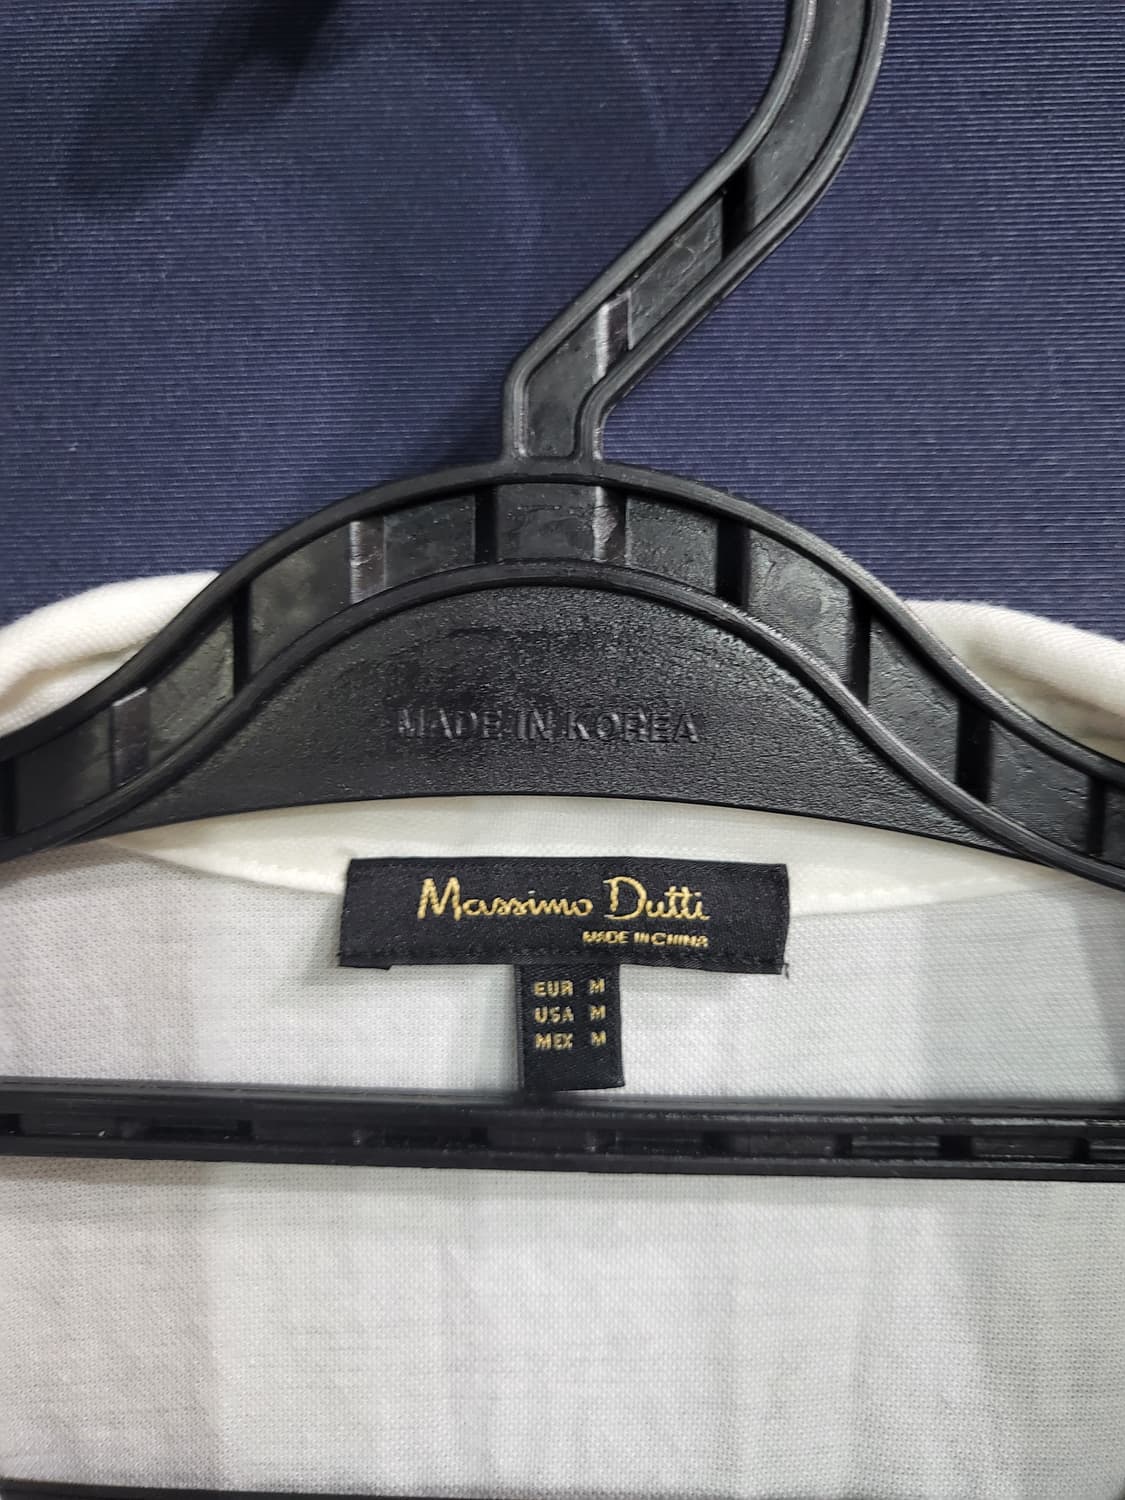 MADE IN KOREA
Massimo Dutti
MADE IN CHINA
EUR M
USA M
MEX M